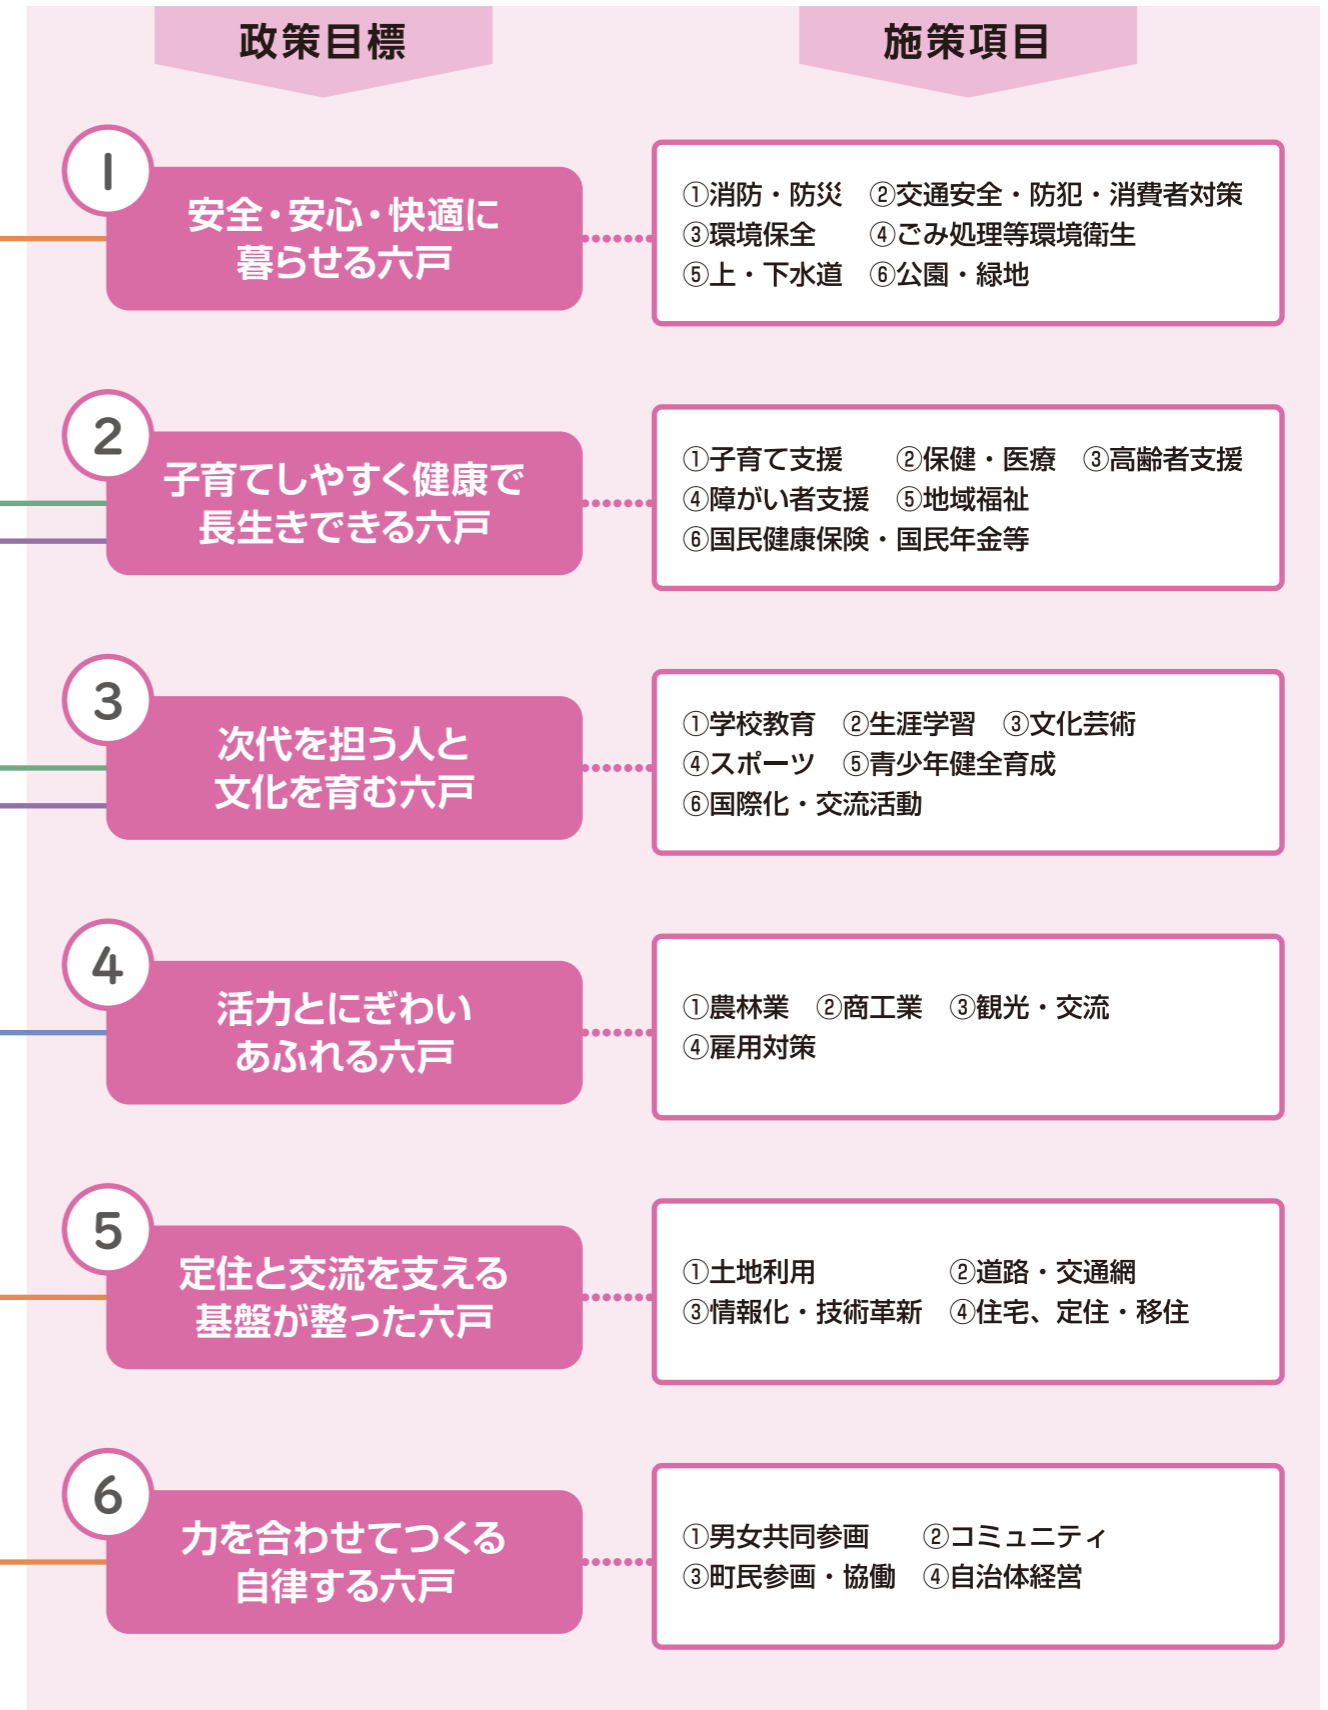 政策目標
施策項目
1
安全・安心・快適に
暮らせる六戸
①消防・防災 ②交通安全・防犯・消費者対策
③環境保全 ④ごみ処理等環境衛生
⑤上・下水道 ⑥公園・緑地
2
子育てしやすく健康で
長生きできる六戸
①子育て支援 ②保健・医療 ③高齢者支援
④障がい者支援 ⑤地域福祉
⑥国民健康保険・国民年金等
3
次代を担う人と
文化を育む六戸
①学校教育 ②生涯学習 ③文化芸術
④スポーツ ⑤青少年健全育成
⑥国際化・交流活動
4
活力とにぎわい
あふれる六戸
①農林業 ②商工業 ③観光・交流
④雇用対策
5
定住と交流を支える
基盤が整った六戸
①土地利用 ②道路・交通網
③情報化・技術革新 ④住宅、定住・移住
6
力を合わせてつくる
自律する六戸
①男女共同参画 ②コミュニティ
③町民参画・協働 ④自治体経営